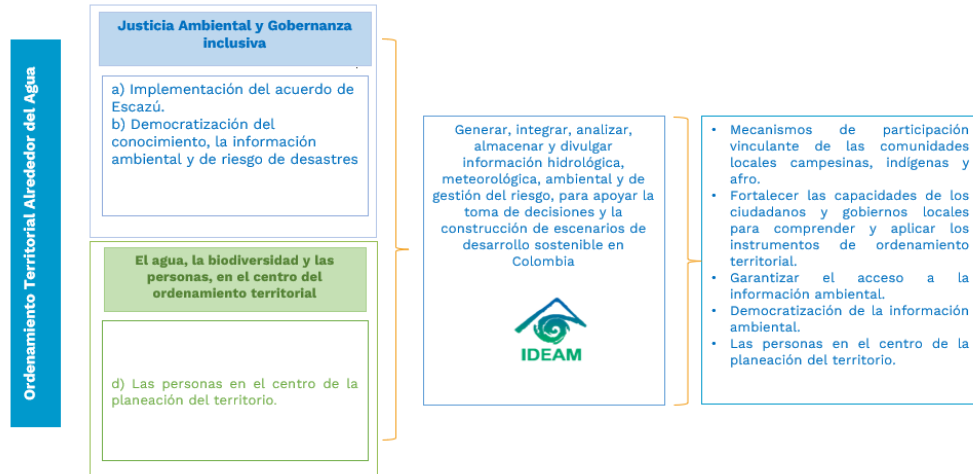 Ordenamiento Territorial Alrededor del Agua
Justicia Ambiental y Gobernanza
inclusiva
a) Implementación del acuerdo de
Escazú.
b) Democratización del
conocimiento, la información
ambiental y de riesgo de desastres
El agua, la biodiversidad y las
personas, en el centro del
ordenamiento territorial
d) Las personas en el centro de la
planeación del territorio.
Generar, integrar, analizar,
almacenar y divulgar
información hidrológica,
meteorológica, ambiental y de
gestión del riesgo, para apoyar la
toma de decisiones y la
construcción de escenarios de
desarrollo sostenible en
Colombia
IDEAM
• Mecanismos de participación
vinculante de las comunidades
locales campesinas, indígenas y
afro.
• Fortalecer las capacidades de los
ciudadanos y gobiernos locales
para comprender y aplicar los
instrumentos de ordenamiento
territorial.
• Garantizar el acceso a la
información ambiental.
• Democratización de la información
ambiental.
• Las personas en el centro de la
planeación del territorio.